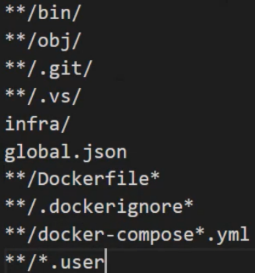 **/bin/
**/obj/
**/.git/
**/.vs/
infra/
global.json
**/Dockerfile*
**/.dockerignore*
**/docker-compose*.yml
**/*.user